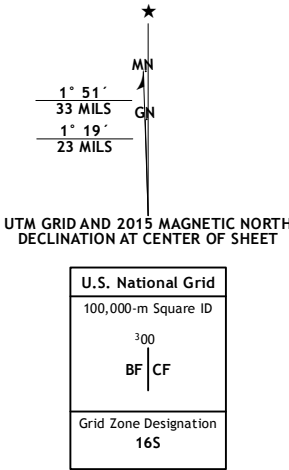 MN
1° 51´
33 MILS
GN
1° 19´
23 MILS
UTM GRID AND 2015 MAGNETIC NORTH
DECLINATION AT CENTER OF SHEET
U.S. National Grid
100,000-m Square ID
³00
BF CF
Grid Zone Designation
16S